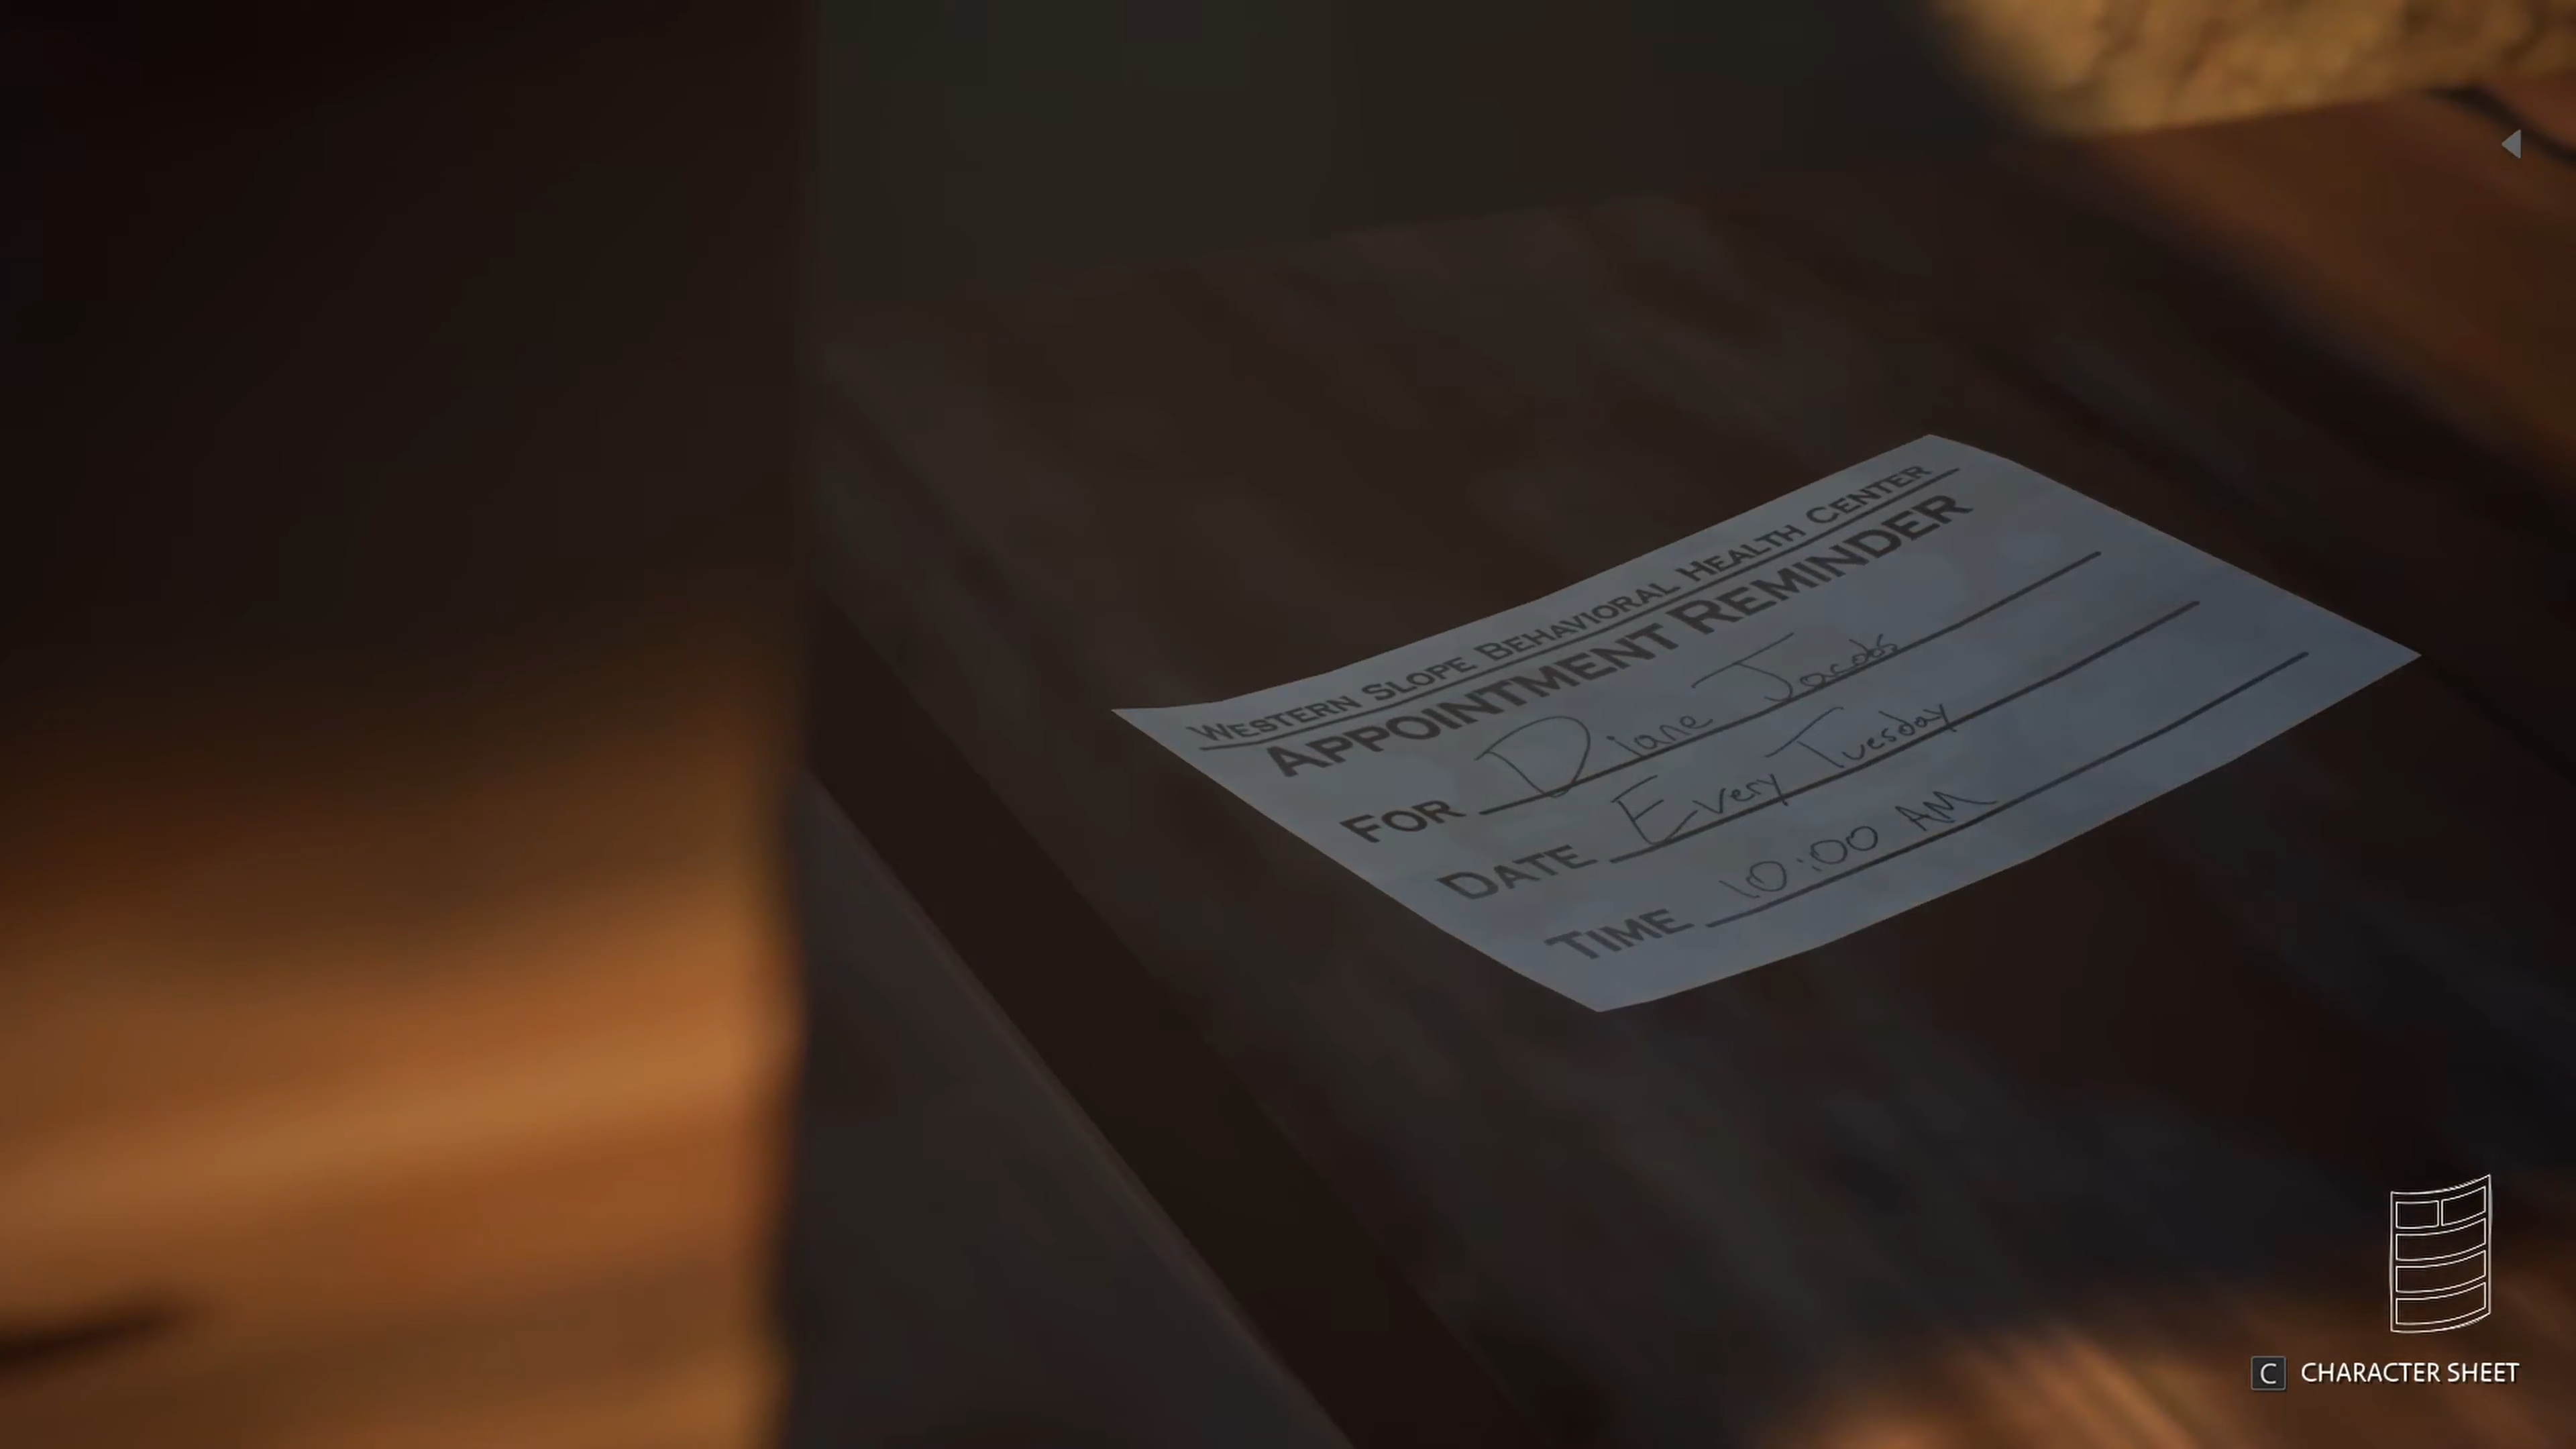 WESTERN SLOPE BEHAVIORAL HEALTH CENTER
APPOINTMENT REMINDER
FOR Diane Jacobs
DATE Every Tuesday
TIME 10:00 AM
C CHARACTER SHEET